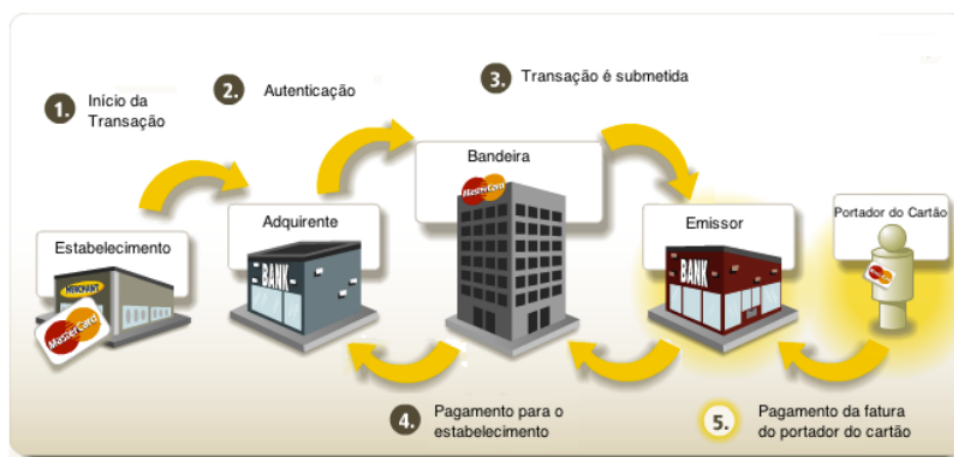 1.
Início da
Transação
2.
Autenticação
3.
Transação é submetida
Estabelecimento
MERCHANT
MasterCard
Adquirente
BANK
Bandeira
MasterCard
Emissor
BANK
Portador do Cartão
MasterCard
4.
Pagamento para o
estabelecimento
5.
Pagamento da fatura
do portador do cartão